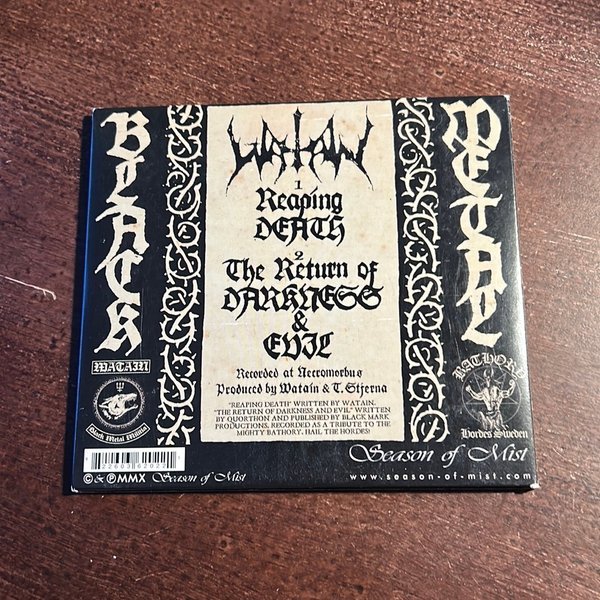 BLACK
METAL
WATAIN
1
Reaping
DEATH
2
The Return of
DARKNESS
&
EVIL
Recorded at Necromorbus
Produced by Watain & T. Stjerna
"REAPING DEATH" WRITTEN BY WATAIN.
"THE RETURN OF DARKNESS AND EVIL" WRITTEN
BY QUORTHON AND PUBLISHED BY BLACK MARK
PRODUCTIONS. RECORDED AS A TRIBUTE TO THE
MIGHTY BATHORY. HAIL THE HORDES!
WATAIN
Black Metal Militia
BATHORY
Hordes Sweden
Season of Mist
www.season-of-mist.com
© & ℗ MMX Season of Mist